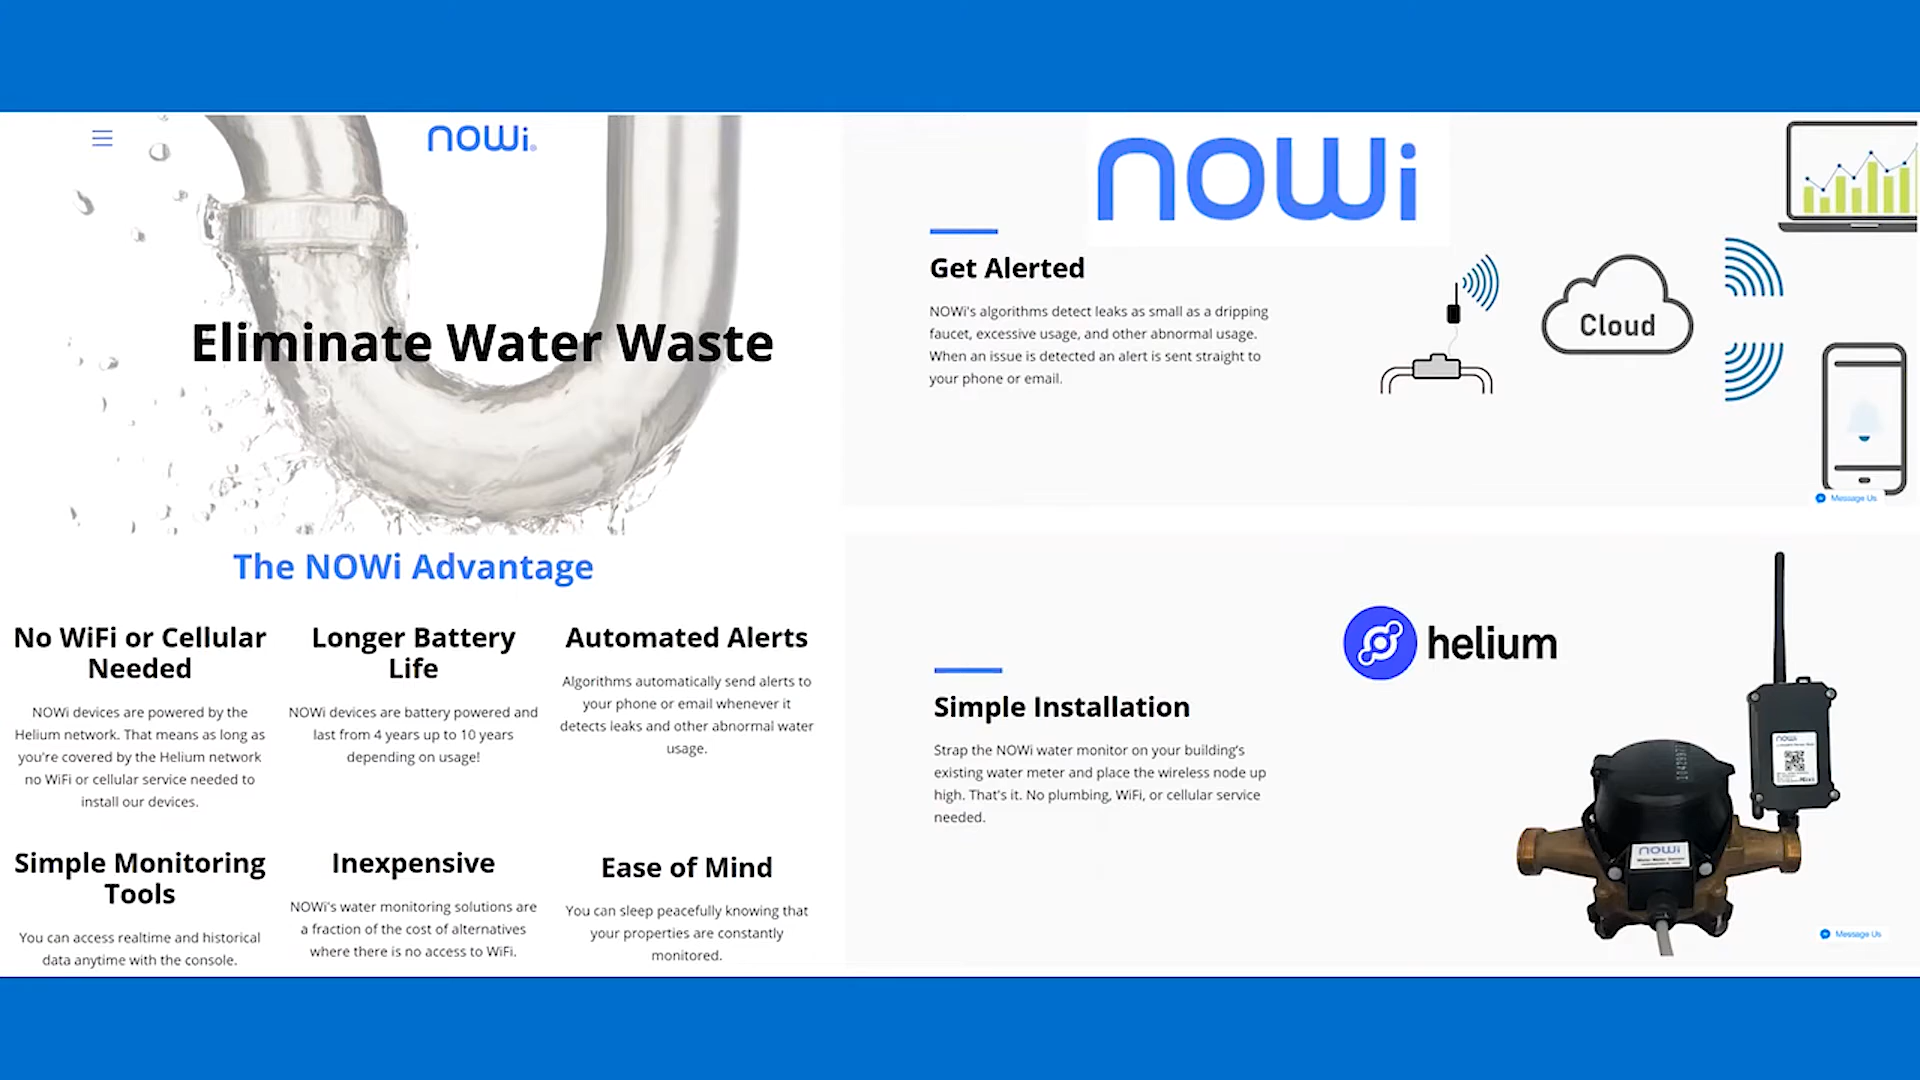 nowi
Eliminate Water Waste
The NOWi Advantage
No WiFi or Cellular
Needed
NOWi devices are powered by the
Helium network. That means as long as
you're covered by the Helium network
no WiFi or cellular service needed to
install our devices.
Longer Battery
Life
NOWi devices are battery powered and
last from 4 years up to 10 years
depending on usage!
Automated Alerts
Algorithms automatically send alerts to
your phone or email whenever it
detects leaks and other abnormal water
usage.
Simple Monitoring
Tools
You can access realtime and historical
data anytime with the console.
Inexpensive
NOWi's water monitoring solutions are
a fraction of the cost of alternatives
where there is no access to WiFi.
Ease of Mind
You can sleep peacefully knowing that
your properties are constantly
monitored.
nowi
Get Alerted
NOWi's algorithms detect leaks as small as a dripping
faucet, excessive usage, and other abnormal usage.
When an issue is detected an alert is sent straight to
your phone or email.
Cloud
Message Us
helium
Simple Installation
Strap the NOWi water monitor on your building's
existing water meter and place the wireless node up
high. That's it. No plumbing, WiFi, or cellular service
needed.
nowi
nowi
Message Us